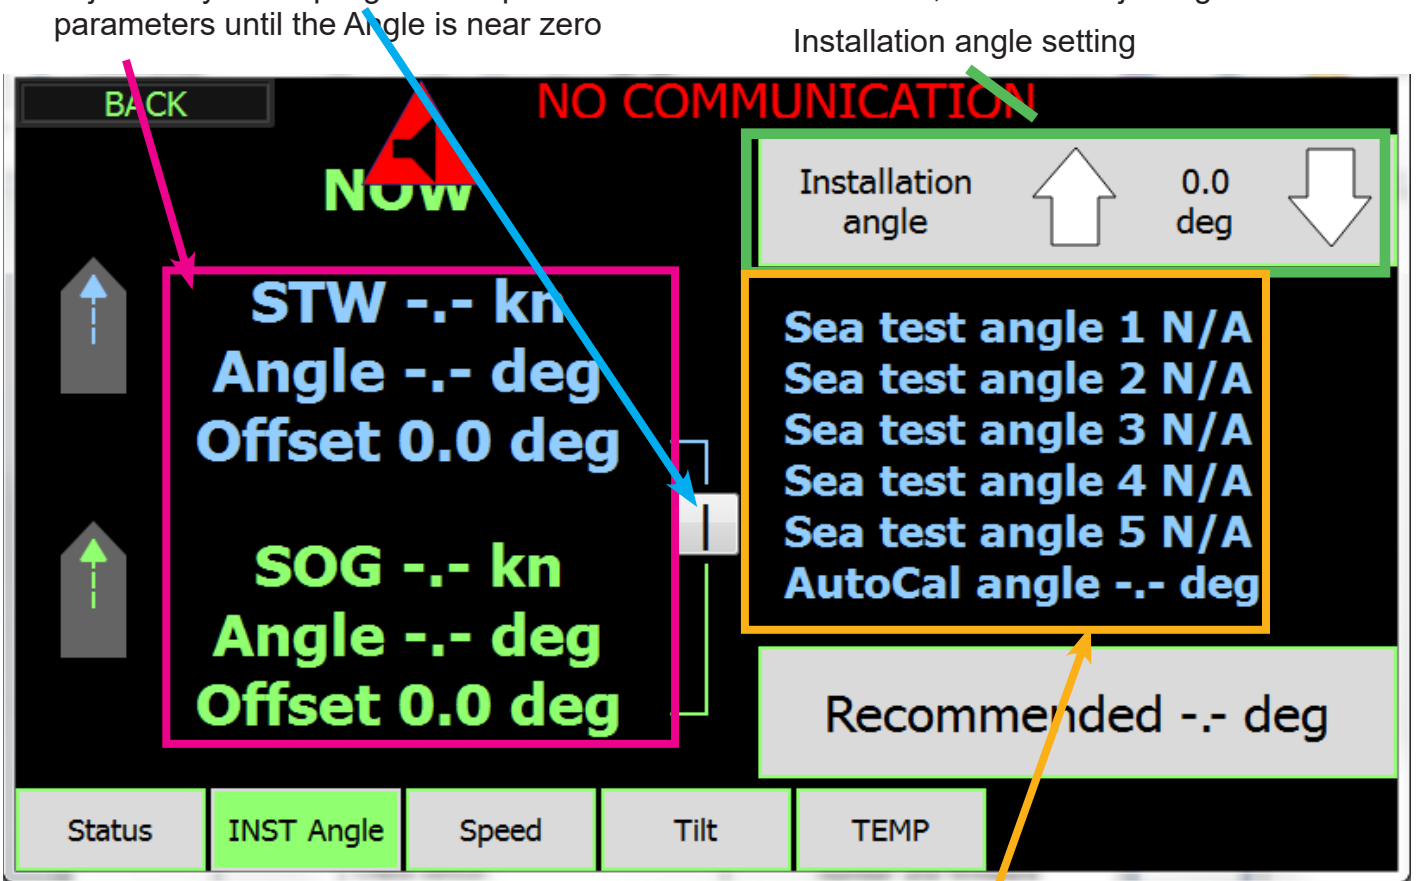 parameters until the Angle is near zero
Installation angle setting
BACK
NO COMMUNICATION
NOW
Installation
angle
0.0
deg
STW -.- kn
Angle -.- deg
Offset 0.0 deg
SOG -.- kn
Angle -.- deg
Offset 0.0 deg
Sea test angle 1 N/A
Sea test angle 2 N/A
Sea test angle 3 N/A
Sea test angle 4 N/A
Sea test angle 5 N/A
AutoCal angle -.- deg
Recommended -.- deg
Status
INST Angle
Speed
Tilt
TEMP